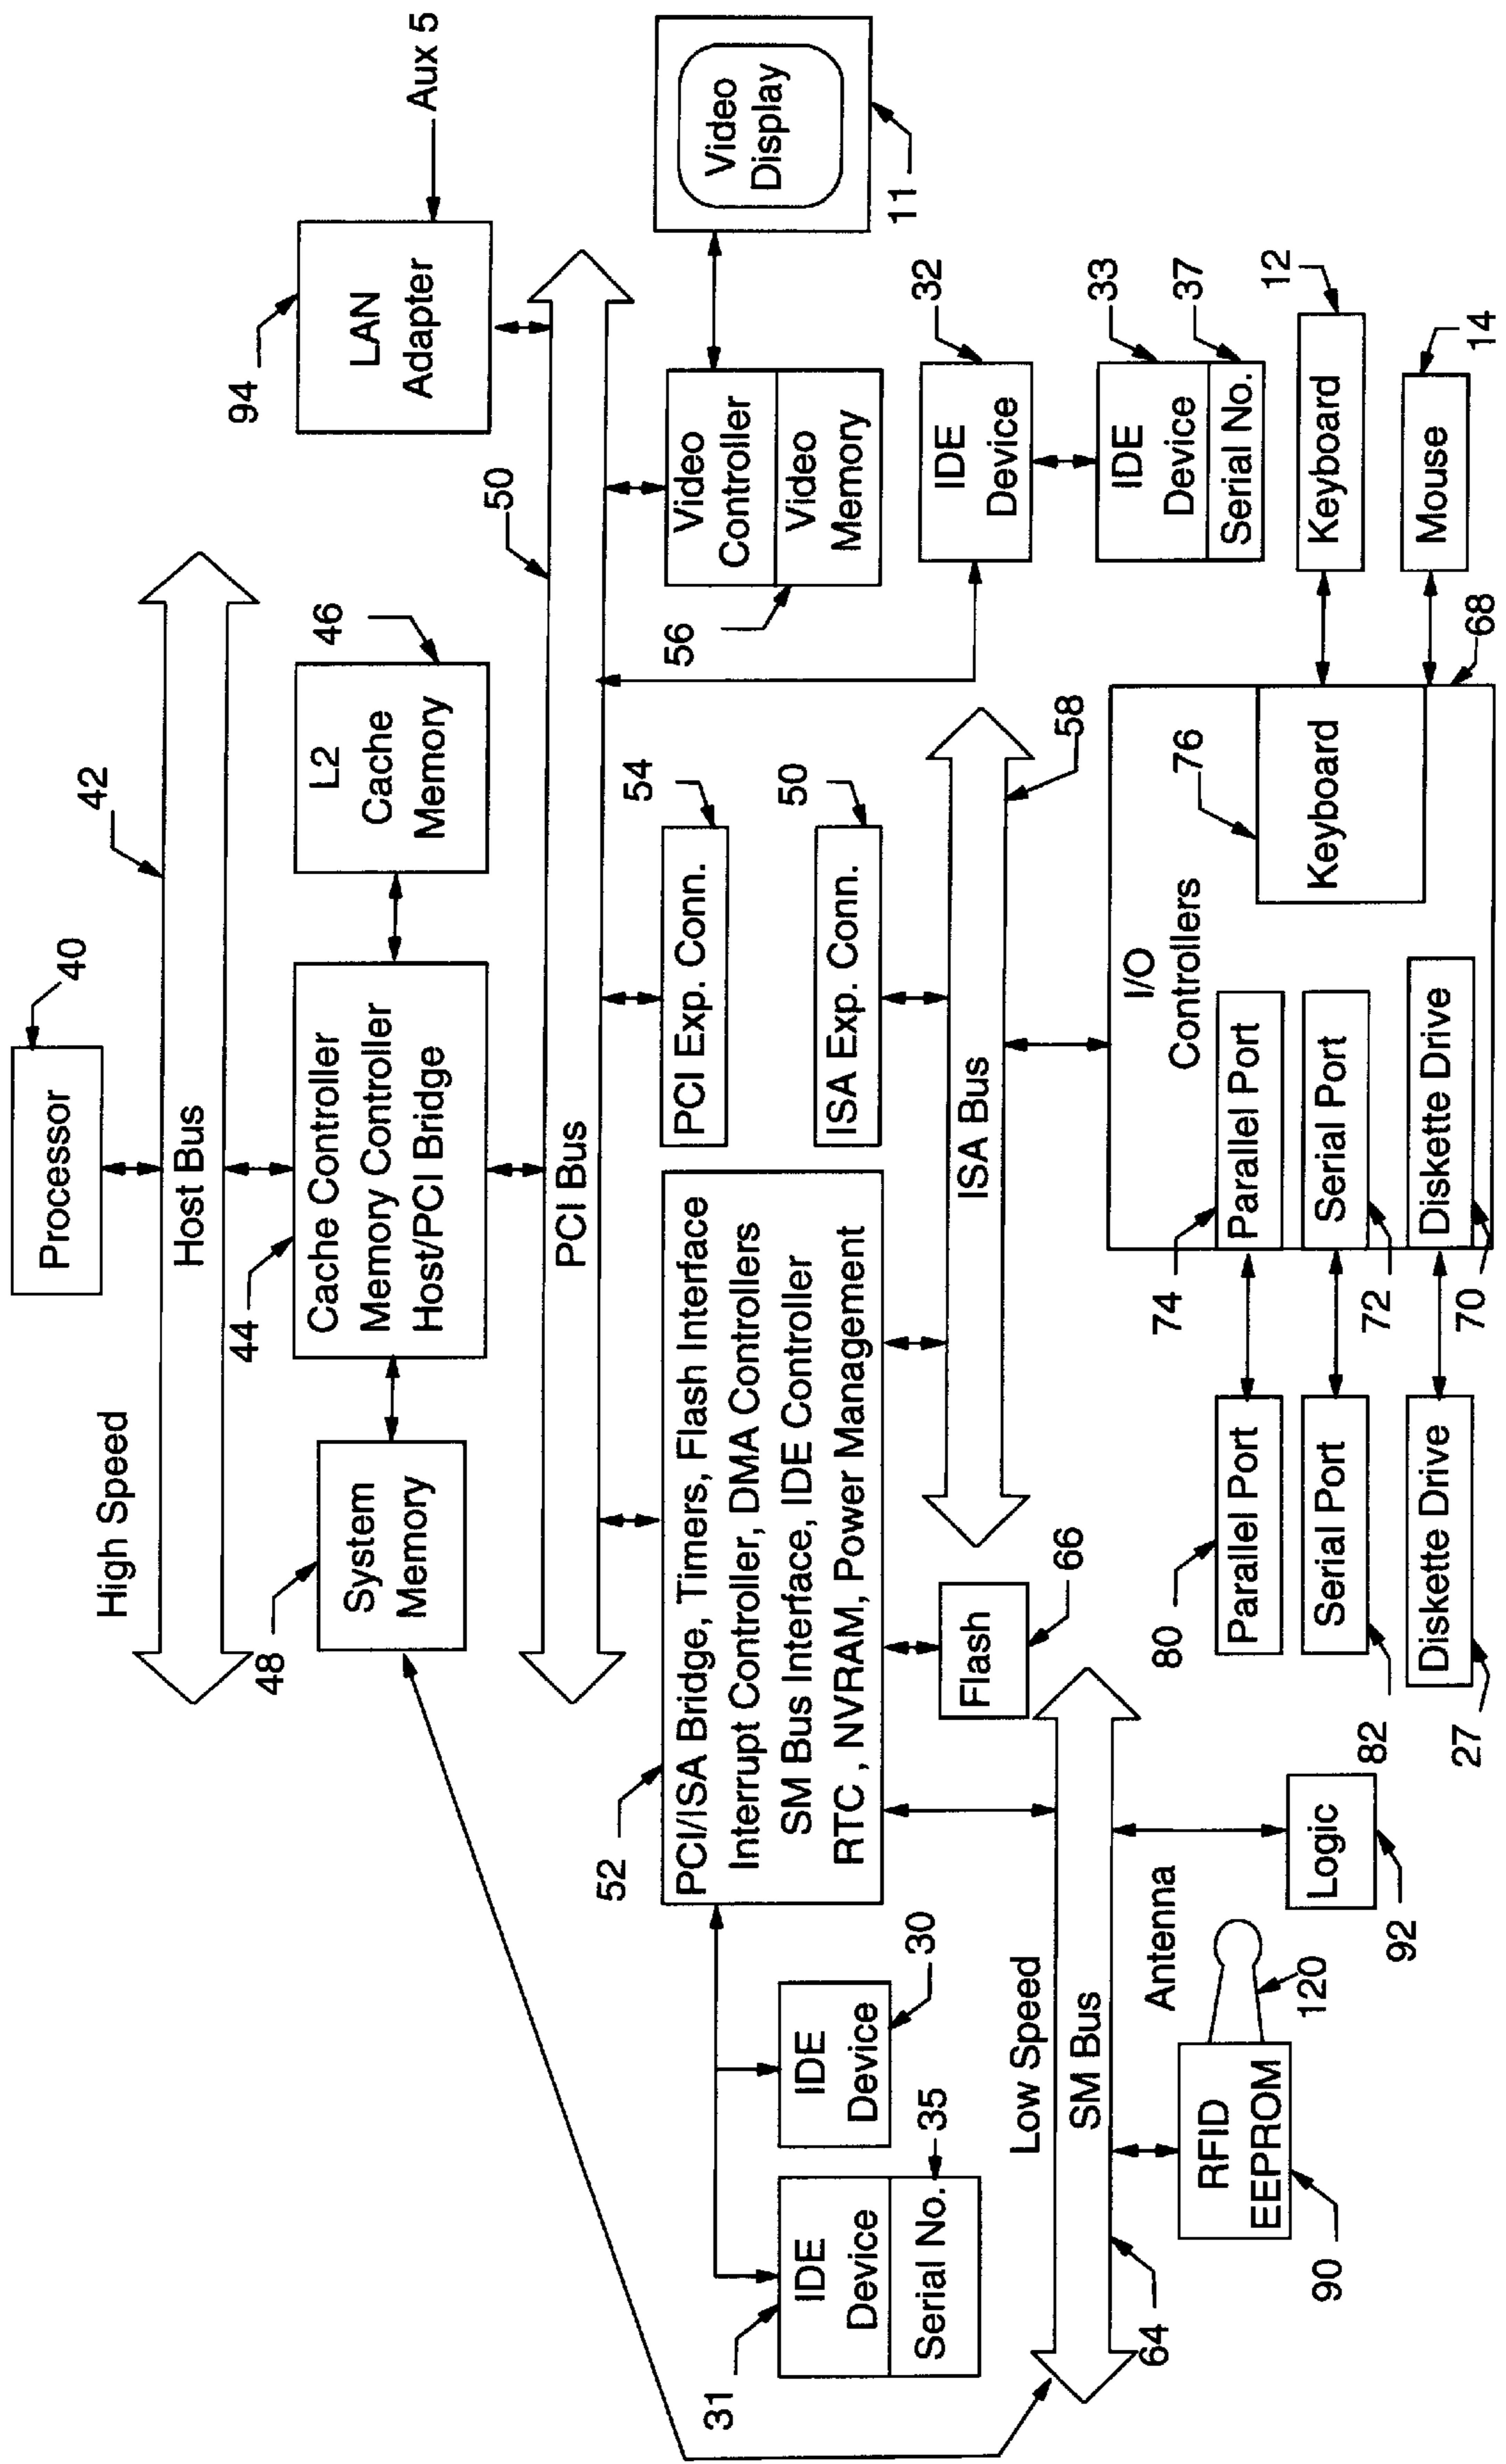 Processor
40
High Speed
Host Bus
42
48
System
Memory
44
Cache Controller
Memory Controller
Host/PCI Bridge
L2
Cache
Memory
46
94
LAN
Adapter
Aux 5
PCI Bus
50
52
PCI/ISA Bridge, Timers, Flash Interface
Interrupt Controller, DMA Controllers
SM Bus Interface, IDE Controller
RTC , NVRAM, Power Management
PCI Exp. Conn.
54
ISA Exp. Conn.
50
Video
Controller
Video
Memory
56
Video
Display
11
31
IDE
Device
Serial No.
35
IDE
Device
30
Flash
66
ISA Bus
58
IDE
Device
32
IDE
Device
Serial No.
33
37
Low Speed
SM Bus
64
RFID
EEPROM
90
Antenna
120
Logic
92
80
Parallel Port
Serial Port
82
Diskette Drive
27
I/O
Controllers
74
Parallel Port
Serial Port
72
Diskette Drive
70
76
Keyboard
68
Keyboard
12
Mouse
14